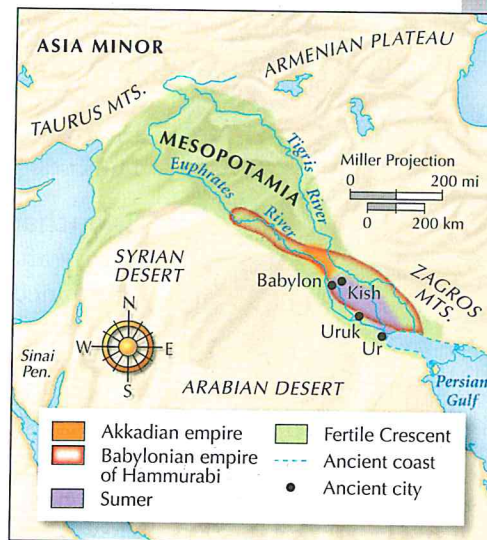 ASIA MINOR
ARMENIAN PLATEAU
TAURUS MTS.
MESOPOTAMIA
Tigris River
Euphrates River
Miller Projection
0 200 mi
0 200 km
SYRIAN DESERT
ZAGROS MTS.
Babylon
Kish
Uruk
Ur
N
W E
S
Sinai Pen.
ARABIAN DESERT
Persian Gulf
Akkadian empire
Babylonian empire
of Hammurabi
Sumer
Fertile Crescent
Ancient coast
Ancient city